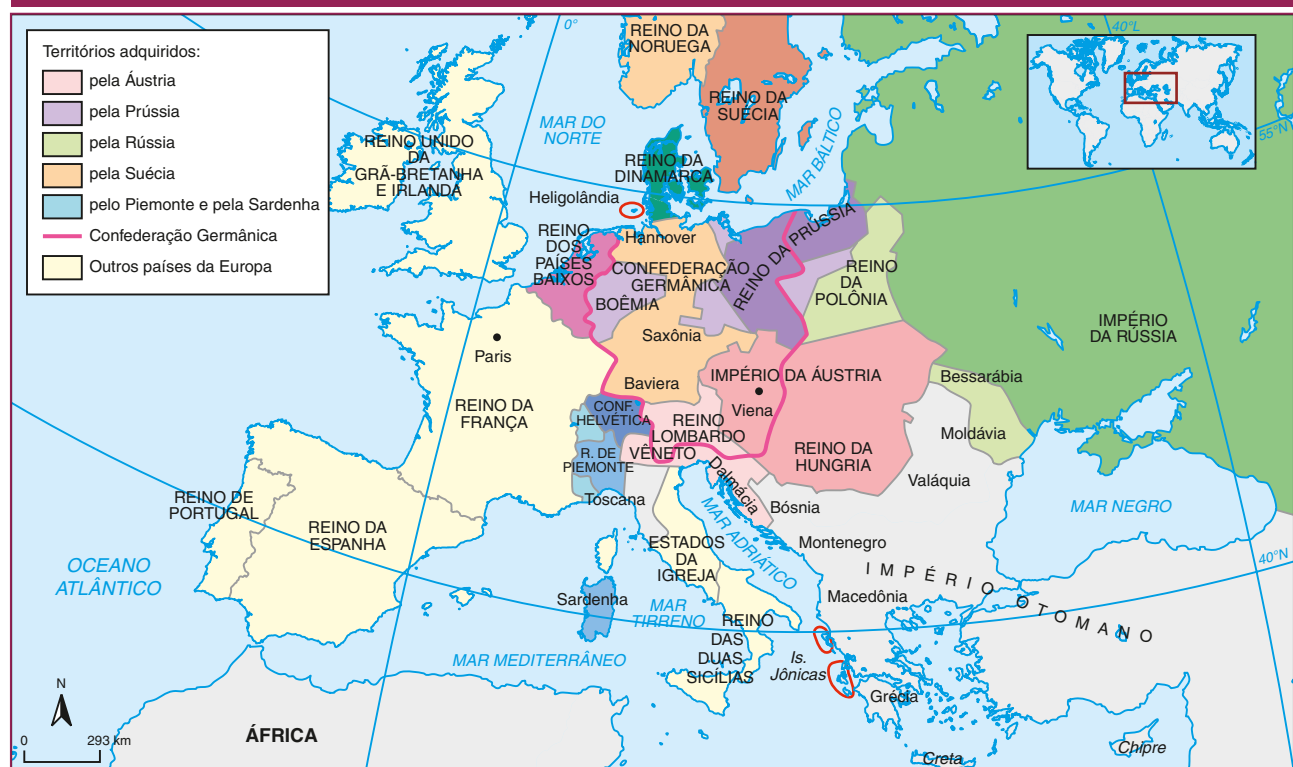 Territórios adquiridos:
pela Áustria
pela Prússia
pela Rússia
pela Suécia
pelo Piemonte e pela Sardenha
Confederação Germânica
Outros países da Europa
0°
40°L
55°N
40°N
REINO DA
NORUEGA
REINO DA
SUÉCIA
MAR DO
NORTE
MAR BÁLTICO
REINO UNIDO
DA
GRÃ-BRETANHA
E IRLANDA
REINO DA
DINAMARCA
Heligolândia
REINO
DOS
PAÍSES
BAIXOS
Hannover
CONFEDERAÇÃO
GERMÂNICA
BOÊMIA
REINO DA PRÚSSIA
REINO
DA
POLÔNIA
IMPÉRIO
DA RÚSSIA
Saxônia
Paris
Baviera
IMPÉRIO DA ÁUSTRIA
Viena
Bessarábia
REINO DA
FRANÇA
CONF.
HELVÉTICA
REINO
LOMBARDO
VÊNETO
R. DE
PIEMONTE
REINO DA
HUNGRIA
Moldávia
Valáquia
Toscana
Dalmácia
Bósnia
MAR NEGRO
REINO DE
PORTUGAL
REINO DA
ESPANHA
MAR ADRIÁTICO
Montenegro
ESTADOS
DA
IGREJA
IMPÉRIO OTOMANO
Macedônia
OCEANO
ATLÂNTICO
Sardenha
MAR
TIRRENO
REINO
DAS
DUAS
SICÍLIAS
MAR MEDITERRÂNEO
Is.
Jônicas
Grécia
N
0 293 km
ÁFRICA
Creta
Chipre